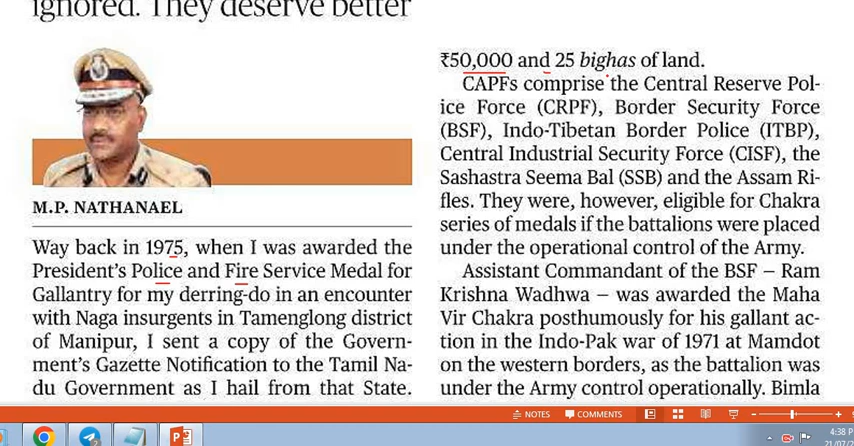 ignored. They deserve better
M.P. NATHANAEL
Way back in 1975, when I was awarded the
President's Police and Fire Service Medal for
Gallantry for my derring-do in an encounter
with Naga insurgents in Tamenglong district
of Manipur, I sent a copy of the Govern-
ment's Gazette Notification to the Tamil Na-
du Government as I hail from that State.
₹50,000 and 25 bighas of land.
CAPFs comprise the Central Reserve Pol-
ice Force (CRPF), Border Security Force
(BSF), Indo-Tibetan Border Police (ITBP),
Central Industrial Security Force (CISF), the
Sashastra Seema Bal (SSB) and the Assam Ri-
fles. They were, however, eligible for Chakra
series of medals if the battalions were placed
under the operational control of the Army.
Assistant Commandant of the BSF – Ram
Krishna Wadhwa – was awarded the Maha
Vir Chakra posthumously for his gallant ac-
tion in the Indo-Pak war of 1971 at Mamdot
on the western borders, as the battalion was
under the Army control operationally. Bimla
NOTES COMMENTS
4:38 P
21/07/2